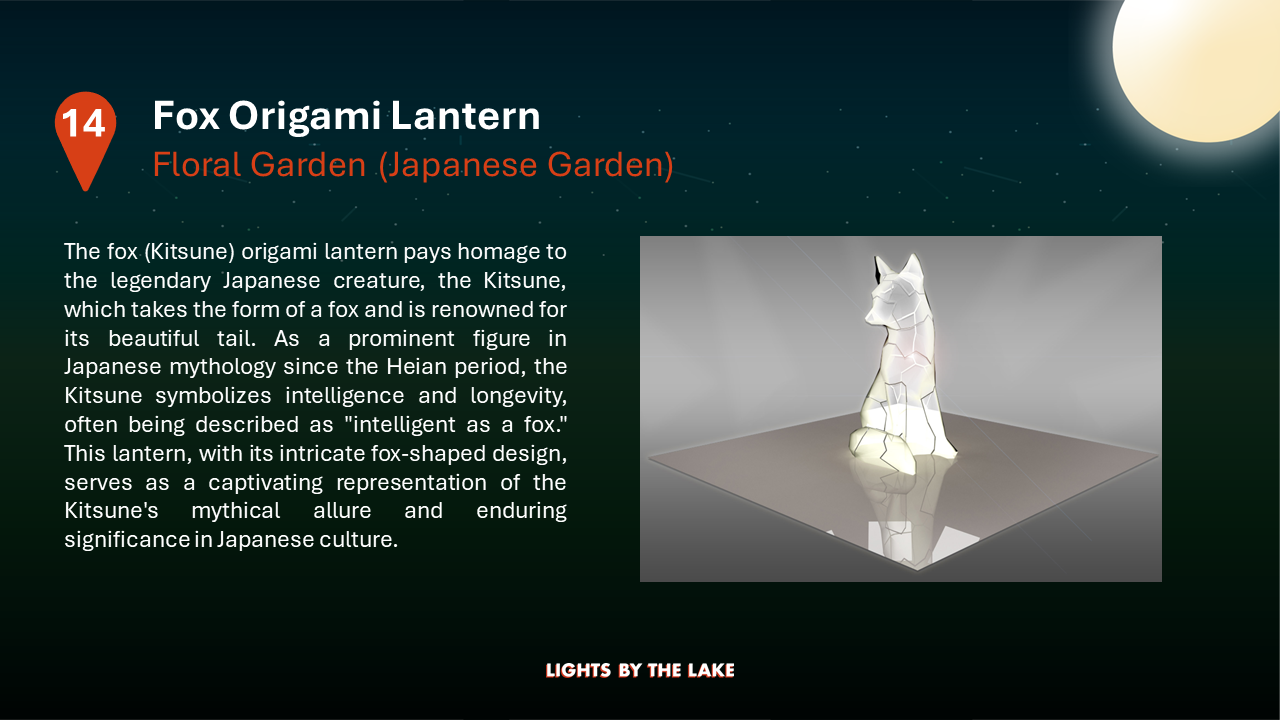 14
Fox Origami Lantern
Floral Garden (Japanese Garden)
The fox (Kitsune) origami lantern pays homage to
the legendary Japanese creature, the Kitsune,
which takes the form of a fox and is renowned for
its beautiful tail. As a prominent figure in
Japanese mythology since the Heian period, the
Kitsune symbolizes intelligence and longevity,
often being described as "intelligent as a fox."
This lantern, with its intricate fox-shaped design,
serves as a captivating representation of the
Kitsune's mythical allure and enduring
significance in Japanese culture.
LIGHTS BY THE LAKE